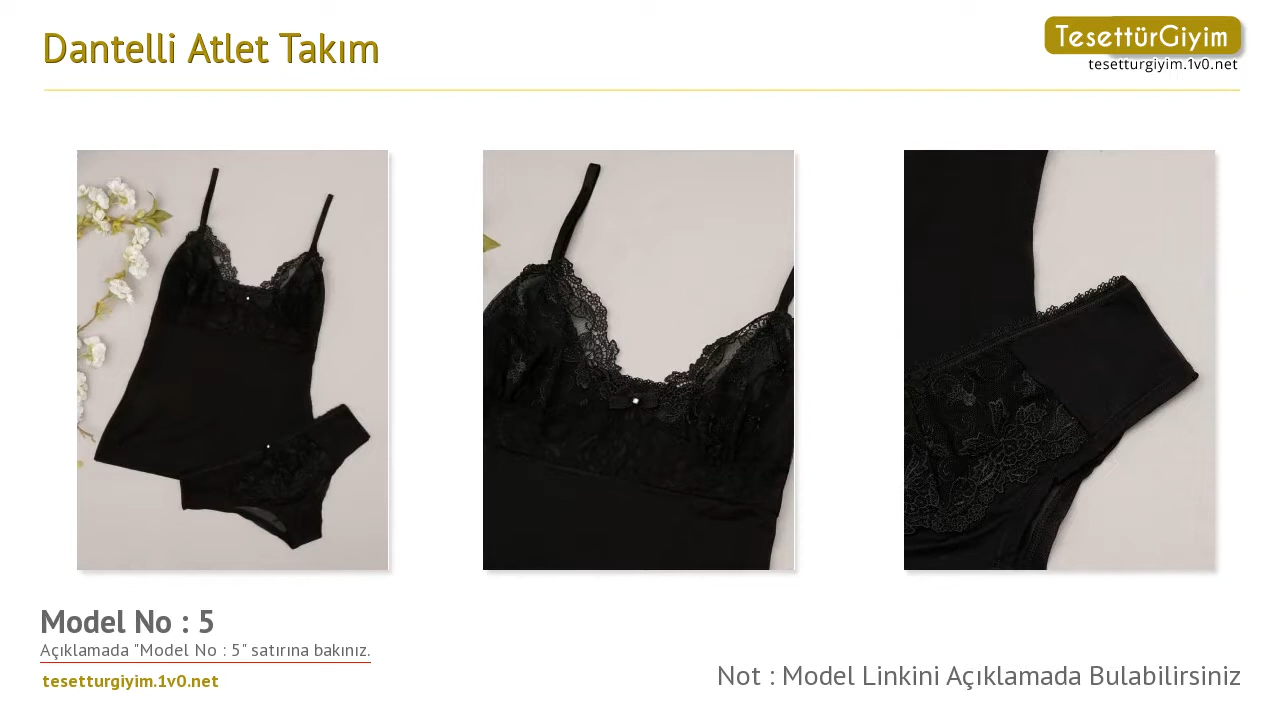 Dantelli Atlet Takım
TesettürGiyim
tesetturgiyim.1v0.net
Model No : 5
Açıklamada "Model No : 5" satırına bakınız.
tesetturgiyim.1v0.net
Not : Model Linkini Açıklamada Bulabilirsiniz